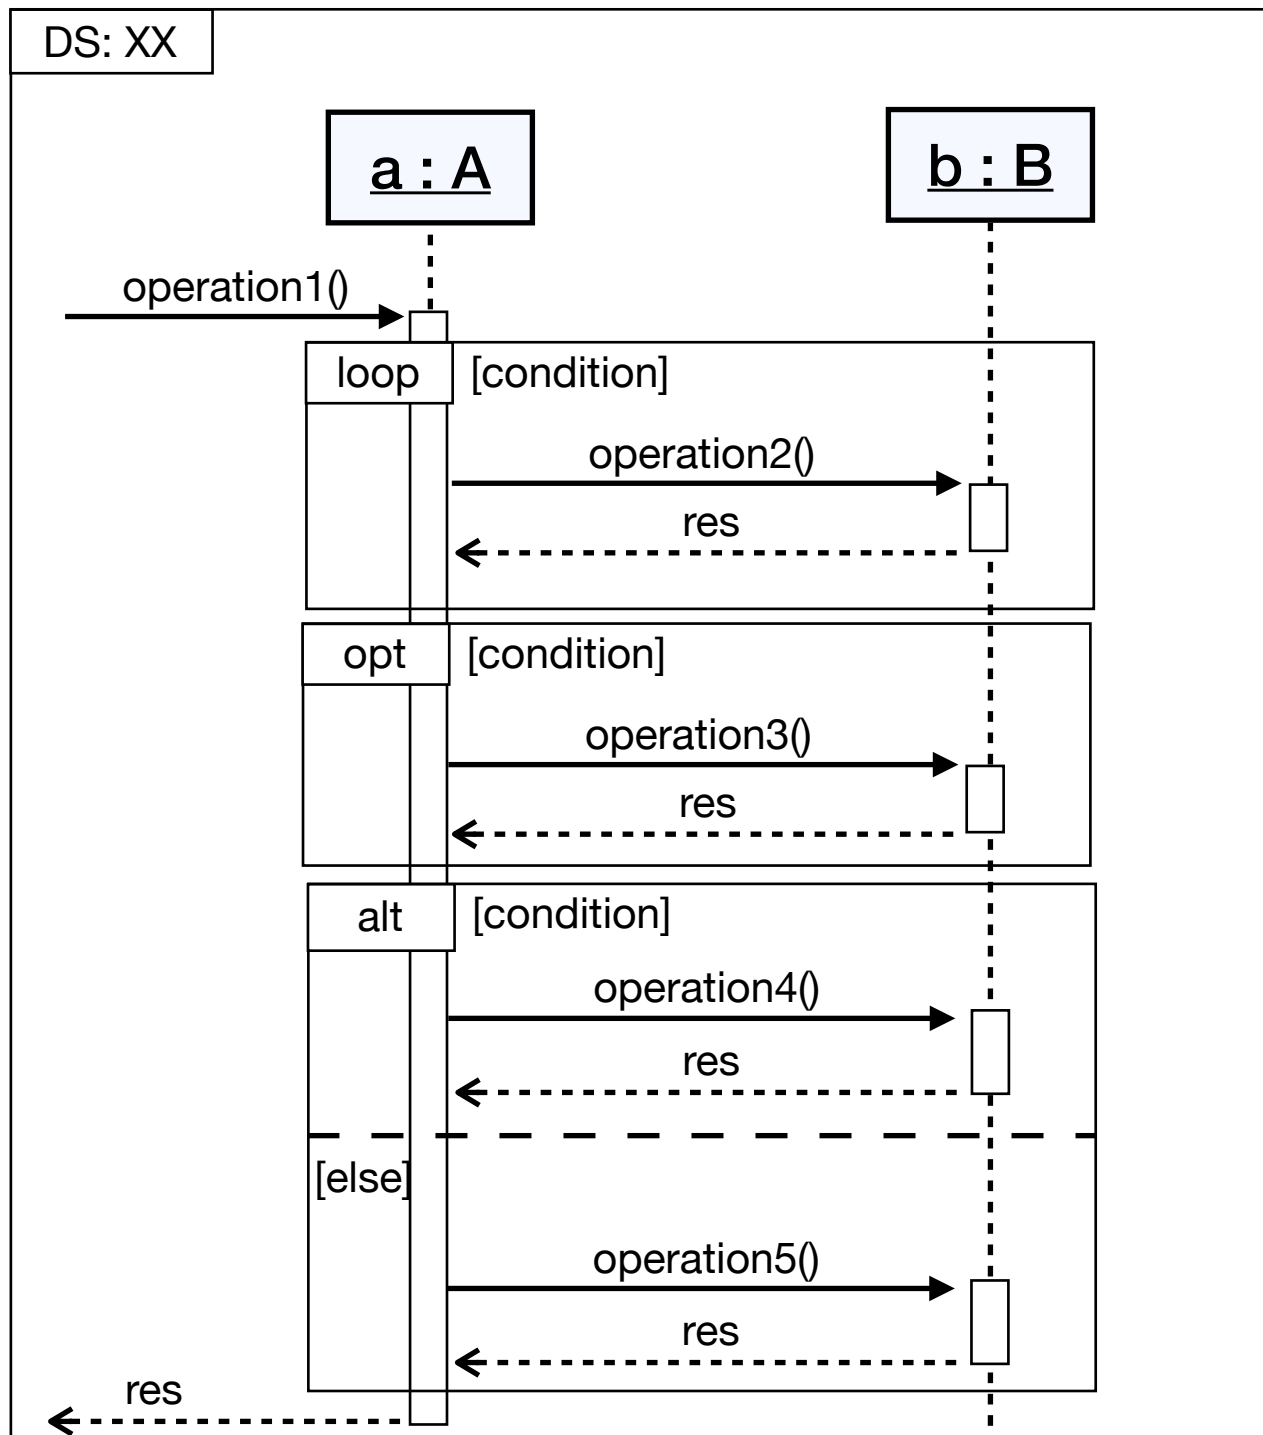 DS: XX
a : A
b : B
operation1()
loop [condition]
operation2()
res
opt [condition]
operation3()
res
alt [condition]
operation4()
res
[else]
operation5()
res
res